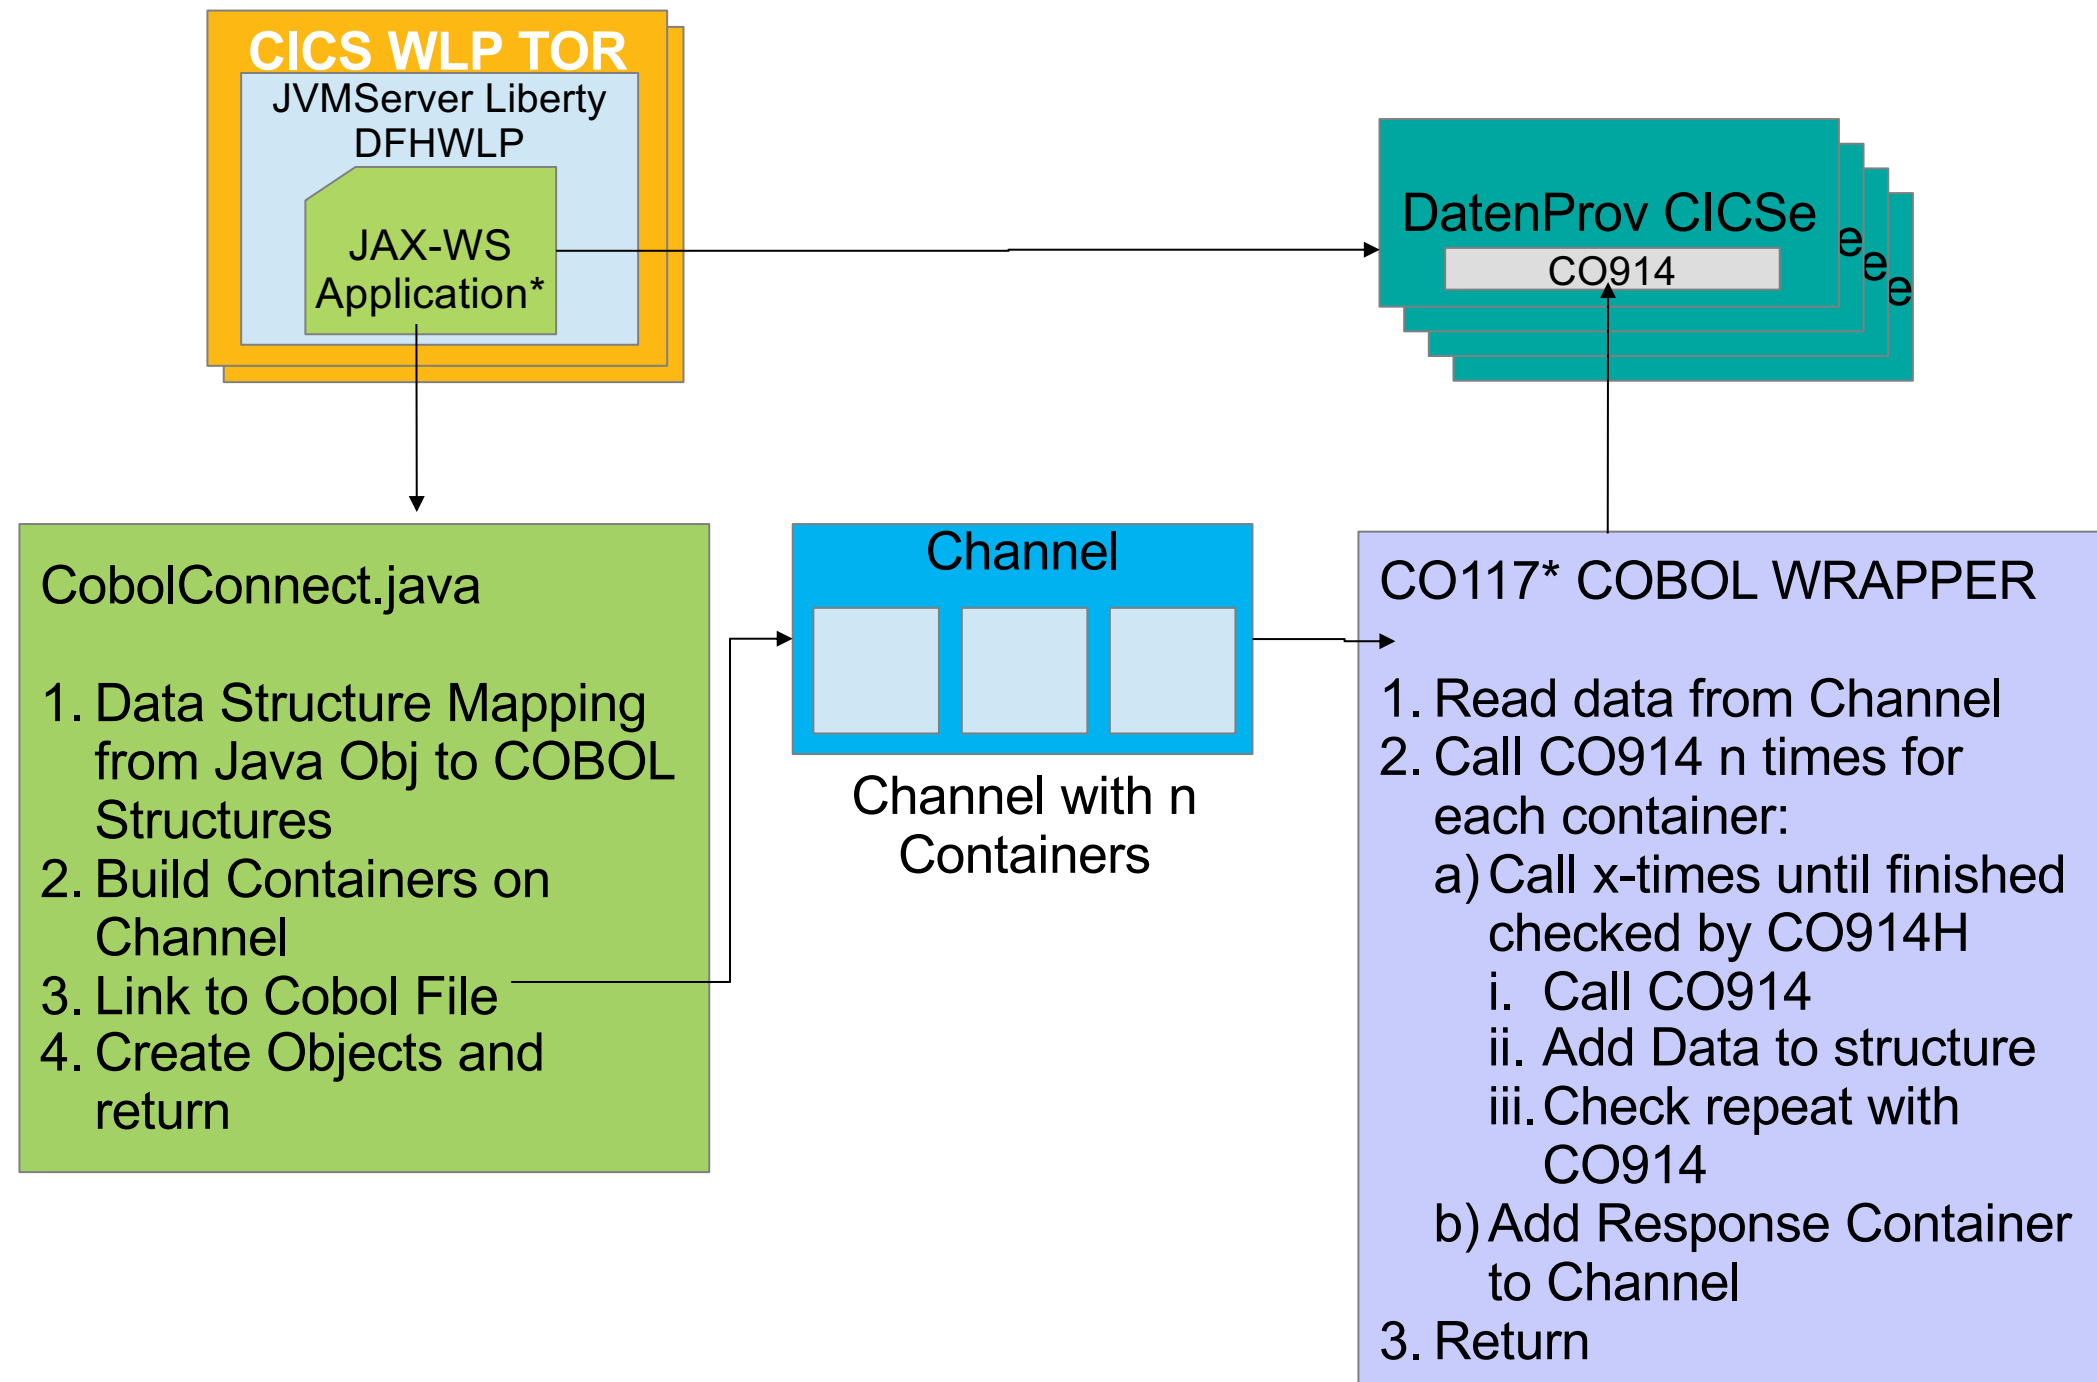 CICS WLP TOR
JVMServer Liberty
DFHWLP
JAX-WS
Application*
DatenProv CICSe
CO914
e
e
e
CobolConnect.java
1. Data Structure Mapping
from Java Obj to COBOL
Structures
2. Build Containers on
Channel
3. Link to Cobol File
4. Create Objects and
return
Channel
Channel with n
Containers
CO117* COBOL WRAPPER
1. Read data from Channel
2. Call CO914 n times for
each container:
a) Call x-times until finished
checked by CO914H
i. Call CO914
ii. Add Data to structure
iii. Check repeat with
CO914
b) Add Response Container
to Channel
3. Return